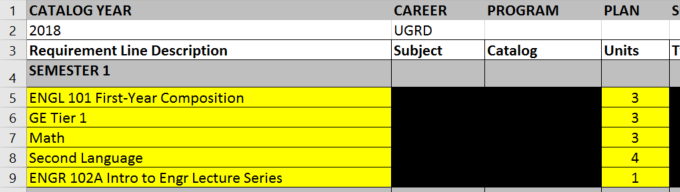 1 CATALOG YEAR CAREER PROGRAM PLAN
2 2018 UGRD
3 Requirement Line Description Subject Catalog Units
4 SEMESTER 1
5 ENGL 101 First-Year Composition 3
6 GE Tier 1 3
7 Math 3
8 Second Language 4
9 ENGR 102A Intro to Engr Lecture Series 1